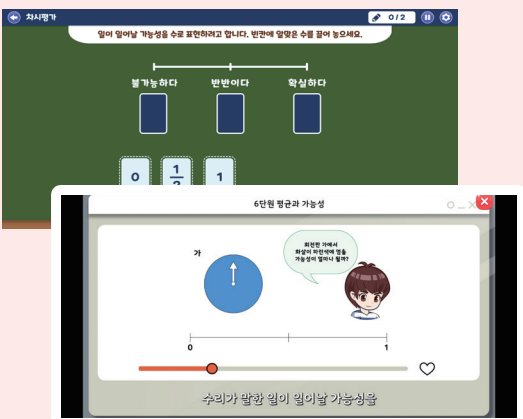 차시평가
0/2
일이 일어날 가능성을 수로 표현하려고 합니다. 빈칸에 알맞은 수를 끌어 놓으세요.
불가능하다 반반이다 확실하다
0 1/2 1
6단원 평균과 가능성
가
회전판 가에서
화살이 파란색에 멈출
가능성이 얼마나 될까?
0 1
수리가 말한 일이 일어날 가능성을